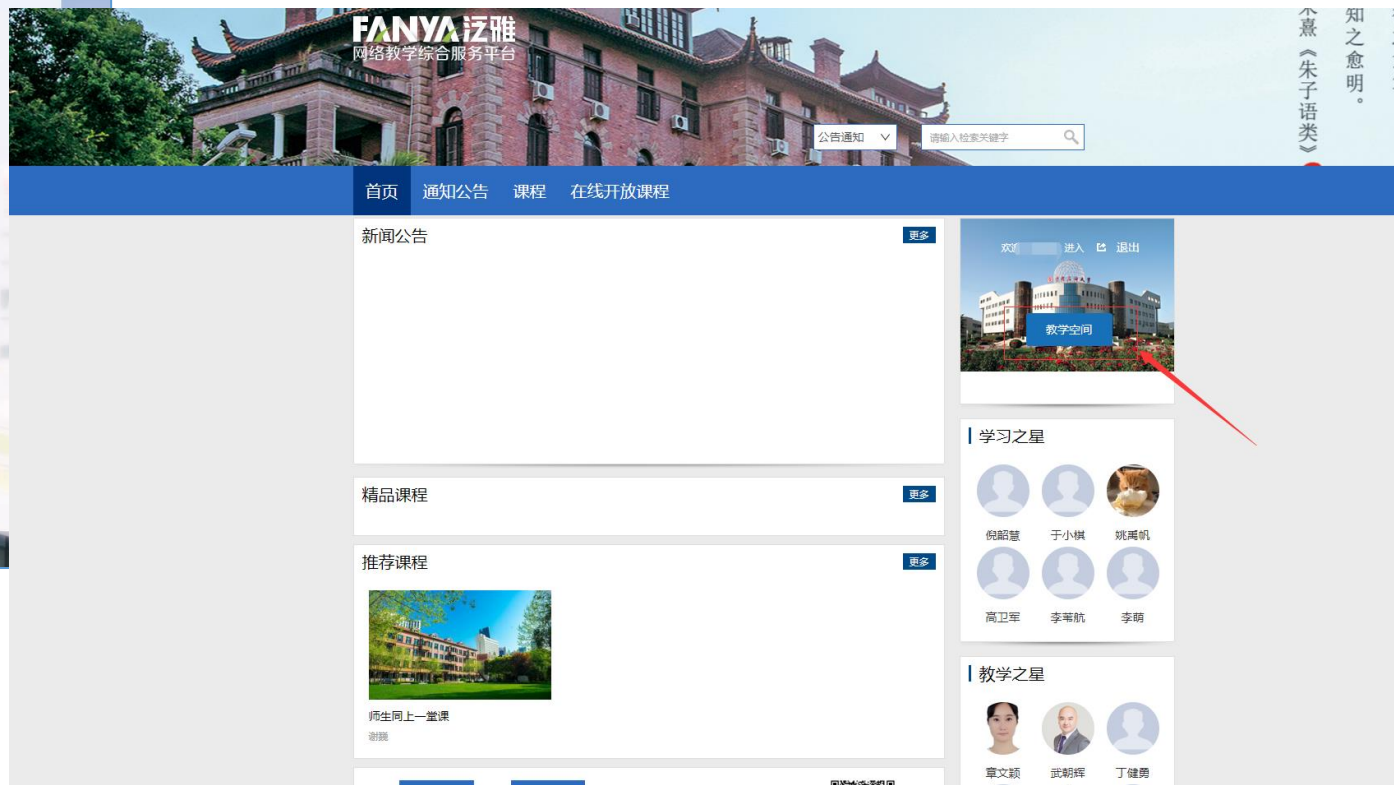 FANYA 泛雅
网络教学综合服务平台
知之愈明。
朱熹《朱子语类》
公告通知
请输入检索关键字
首页
通知公告
课程
在线开放课程
新闻公告
更多
进入
退出
教学空间
学习之星
倪韶慧
于小棋
姚禹帆
高卫军
李苇航
李萌
精品课程
更多
推荐课程
更多
师生同上一堂课
教学之星
章文颖
武朝辉
丁健勇